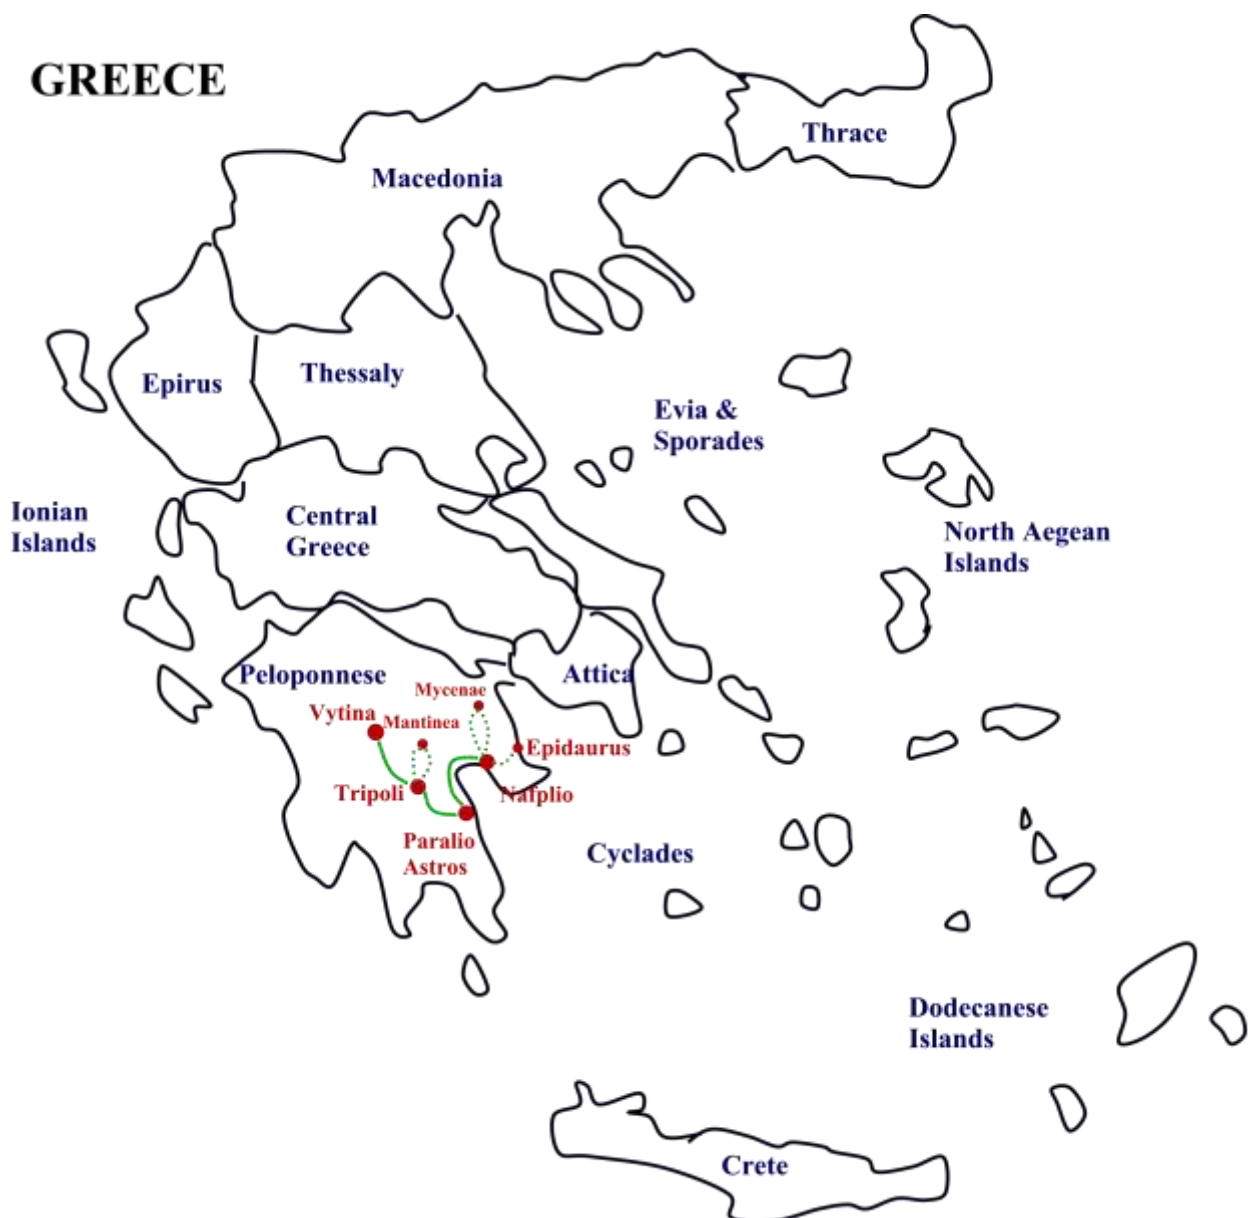 GREECE
Thrace
Macedonia
Epirus
Thessaly
Evia &
Sporades
Ionian
Islands
Central
Greece
North Aegean
Islands
Peloponnese
Attica
Mycenae
Vytina
Mantinea
Epidaurus
Tripoli
Nafplio
Paralio
Astros
Cyclades
Dodecanese
Islands
Crete